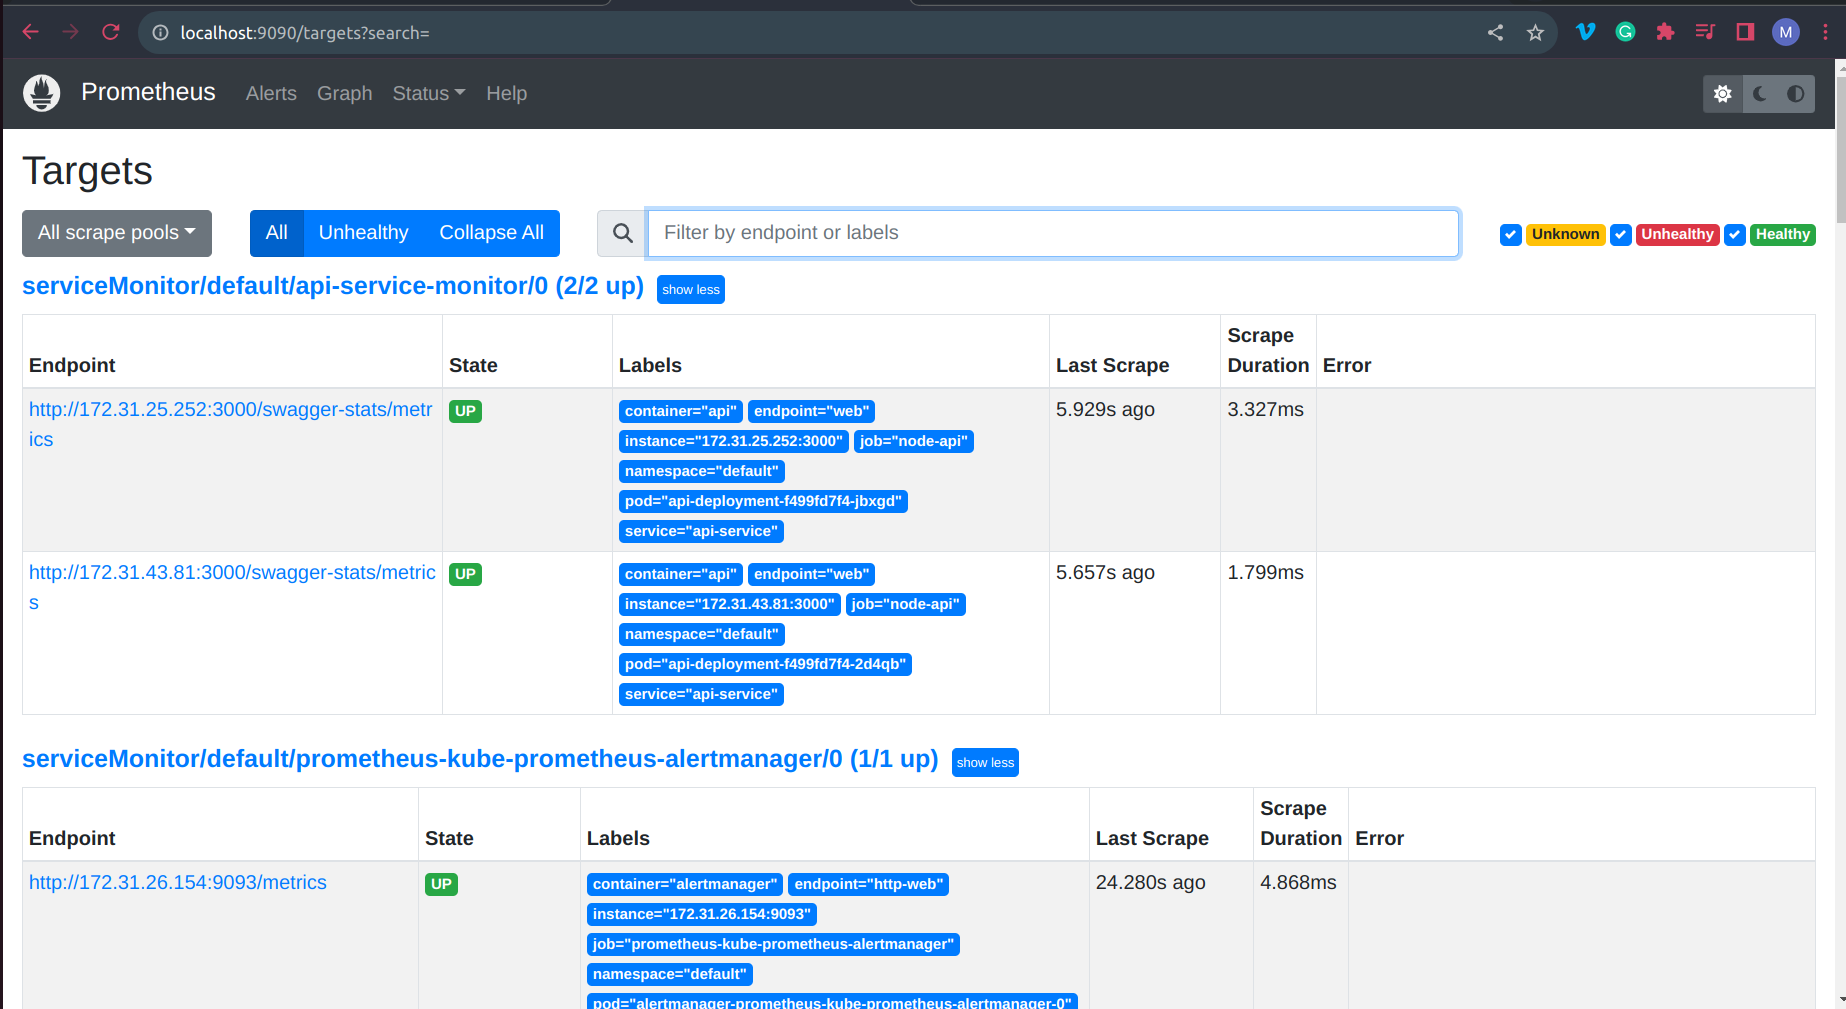 localhost:9090/targets?search=
M
Prometheus Alerts Graph Status Help
Targets
All scrape pools All Unhealthy Collapse All Filter by endpoint or labels Unknown Unhealthy Healthy
serviceMonitor/default/api-service-monitor/0 (2/2 up) show less
Endpoint State Labels Last Scrape Scrape Duration Error
http://172.31.25.252:3000/swagger-stats/metr
ics
UP
container="api" endpoint="web"
instance="172.31.25.252:3000" job="node-api"
namespace="default"
pod="api-deployment-f499fd7f4-jbxgd"
service="api-service"
5.929s ago
3.327ms
http://172.31.43.81:3000/swagger-stats/metric
s
UP
container="api" endpoint="web"
instance="172.31.43.81:3000" job="node-api"
namespace="default"
pod="api-deployment-f499fd7f4-2d4qb"
service="api-service"
5.657s ago
1.799ms
serviceMonitor/default/prometheus-kube-prometheus-alertmanager/0 (1/1 up) show less
Endpoint State Labels Last Scrape Scrape Duration Error
http://172.31.26.154:9093/metrics
UP
container="alertmanager" endpoint="http-web"
instance="172.31.26.154:9093"
job="prometheus-kube-prometheus-alertmanager"
namespace="default"
pod="alertmanager-prometheus-kube-prometheus-alertmanager-0"
24.280s ago
4.868ms